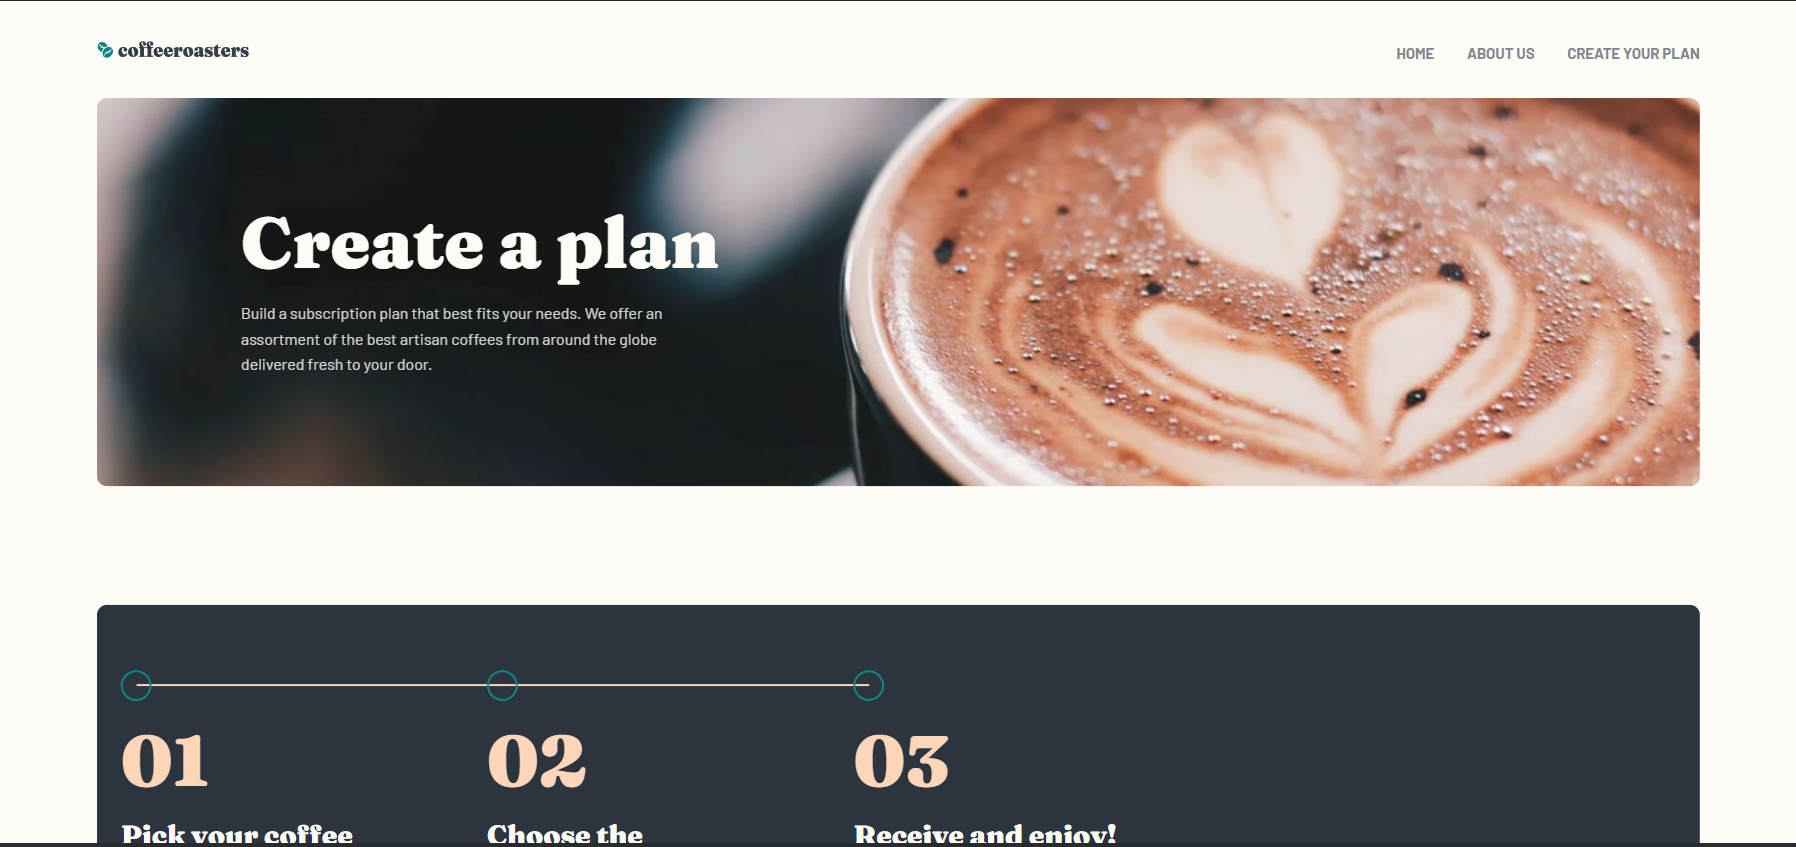 coffeeroasters
HOME ABOUT US CREATE YOUR PLAN
Create a plan
Build a subscription plan that best fits your needs. We offer an
assortment of the best artisan coffees from around the globe
delivered fresh to your door.
01 02 03
Pick your coffee Choose the Receive and enjoy!